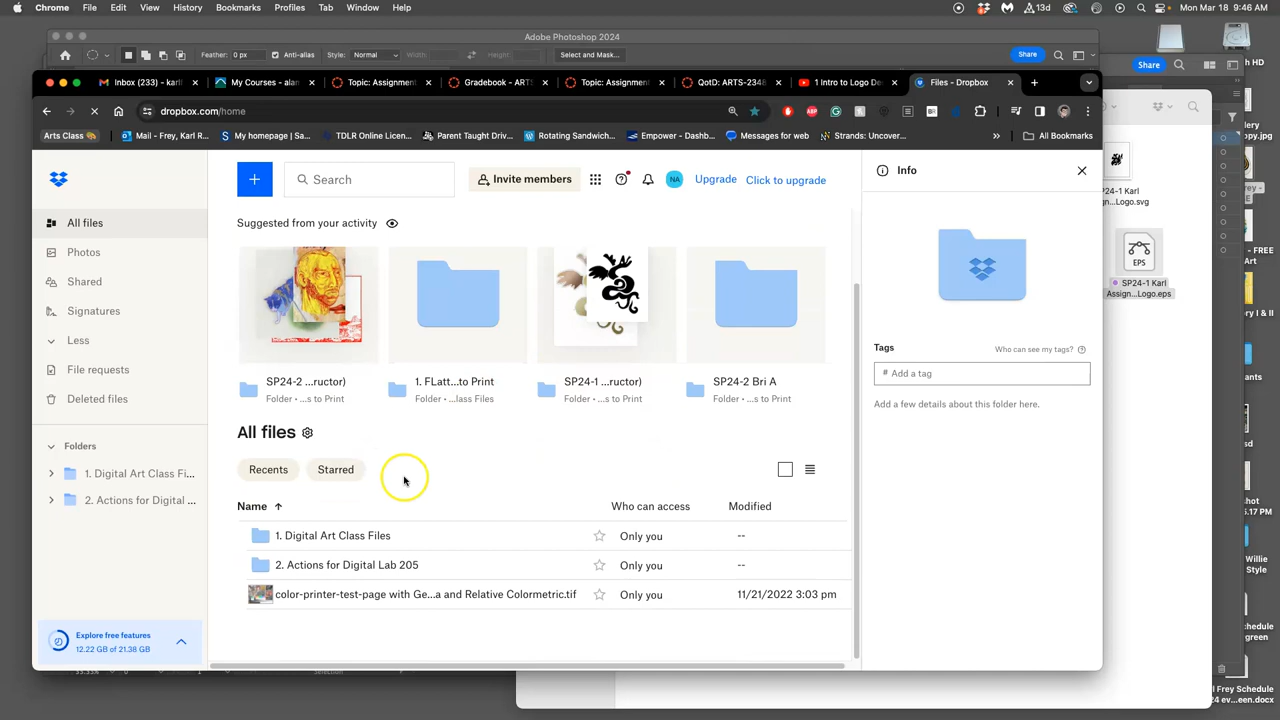 Chrome File Edit View History Bookmarks Profiles Tab Window Help
13d
Mon Mar 18 9:46 AM
Adobe Photoshop 2024
Feather: 0 px Anti-alias Style: Normal Select and Mask... Share
Share
Inbox (233) – karl
My Courses – alan
Topic: Assignment
Gradebook – ARTS
Topic: Assignment
QotD: ARTS-2348
1 Intro to Logo De
Files – Dropbox
dropbox.com/home
Arts Class
Mail - Frey, Karl R...
My homepage | Sa...
TDLR Online Licen...
Parent Taught Driv...
Rotating Sandwich...
Empower - Dashb...
Messages for web
Strands: Uncover...
All Bookmarks
Search
Invite members
NA
Upgrade
Click to upgrade
Info
All files
Photos
Shared
Signatures
Less
File requests
Deleted files
Folders
1. Digital Art Class Fi...
2. Actions for Digital ...
Explore free features
12.22 GB of 21.38 GB
Suggested from your activity
SP24-2 ...ructor)
Folder • ...s to Print
1. FLatt...to Print
Folder • ...lass Files
SP24-1 ...ructor)
Folder • ...s to Print
SP24-2 Bri A
Folder • ...s to Print
All files
Recents
Starred
Name
Who can access
Modified
1. Digital Art Class Files
Only you
--
2. Actions for Digital Lab 205
Only you
--
color-printer-test-page with Ge...a and Relative Colormetric.tif
Only you
11/21/2022 3:03 pm
Tags
Who can see my tags?
# Add a tag
Add a few details about this folder here.
SP24-1 Karl
...Logo.svg
EPS
SP24-1 Karl
Assign...Logo.eps
33.33%
Selection